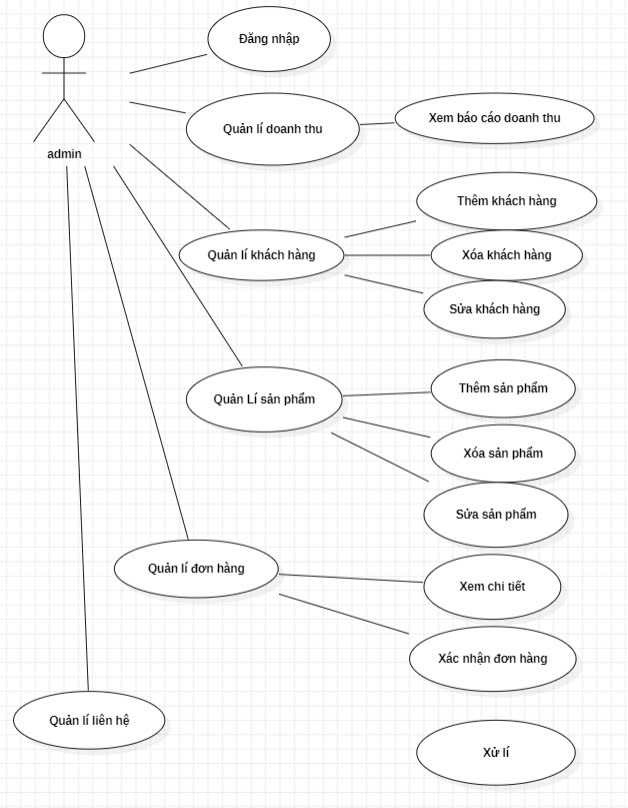 Đăng nhập
Quản lí doanh thu
Xem báo cáo doanh thu
admin
Thêm khách hàng
Quản lí khách hàng
Xóa khách hàng
Sửa khách hàng
Quản Lí sản phẩm
Thêm sản phẩm
Xóa sản phẩm
Sửa sản phẩm
Quản lí đơn hàng
Xem chi tiết
Xác nhận đơn hàng
Quản lí liên hệ
Xử lí